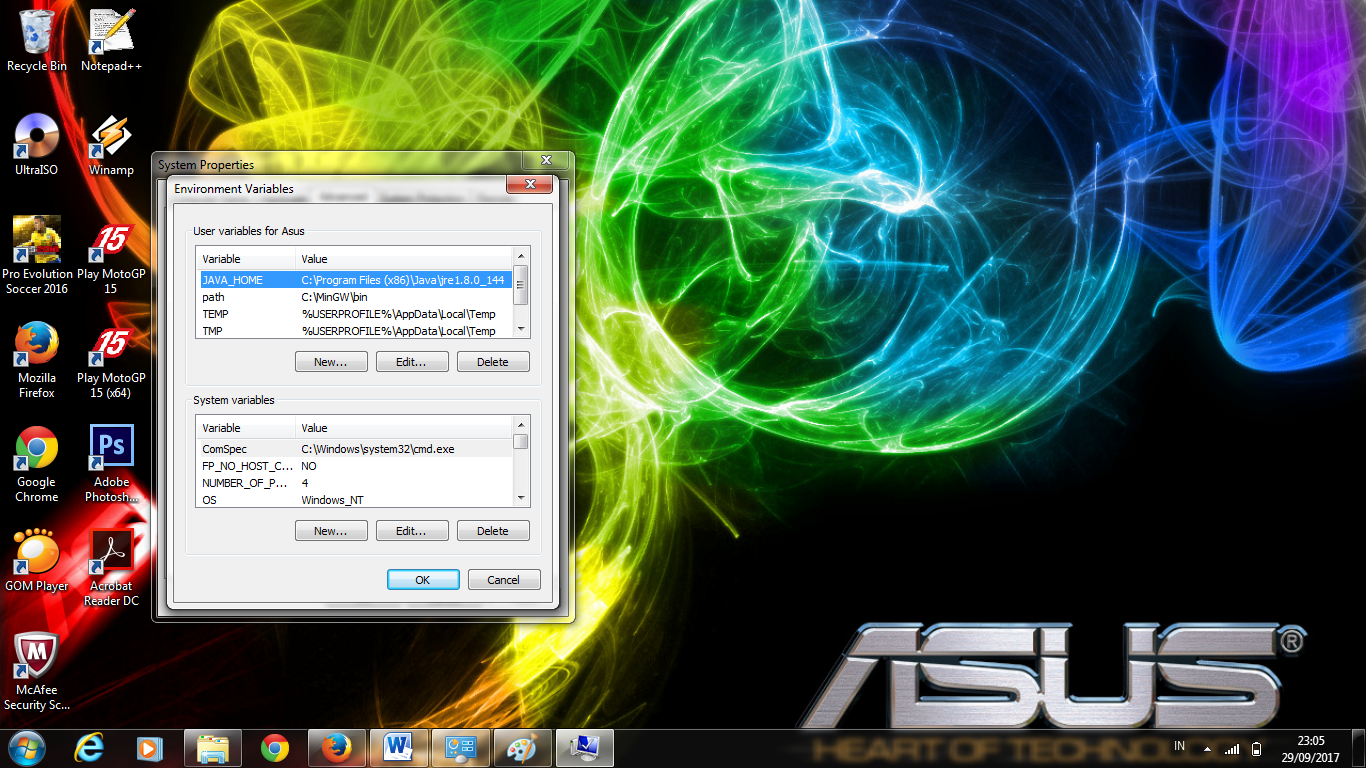 Recycle Bin
Notepad++
UltraISO
Winamp
Pro Evolution
Soccer 2016
Play MotoGP
15
Mozilla
Firefox
Play MotoGP
15 (x64)
Google
Chrome
Adobe
Photosh...
GOM Player
Acrobat
Reader DC
McAfee
Security Sc...
15
15
Ps
System Properties
Environment Variables
User variables for Asus
Variable Value
JAVA_HOME C:\Program Files (x86)\Java\jre1.8.0_144
path C:\MinGW\bin
TEMP %USERPROFILE%\AppData\Local\Temp
TMP %USERPROFILE%\AppData\Local\Temp
New... Edit... Delete
System variables
Variable Value
ComSpec C:\Windows\system32\cmd.exe
FP_NO_HOST_C... NO
NUMBER_OF_P... 4
OS Windows_NT
New... Edit... Delete
OK Cancel
ASUS®
HEART OF TECHNOLOGY
IN
23:05
29/09/2017